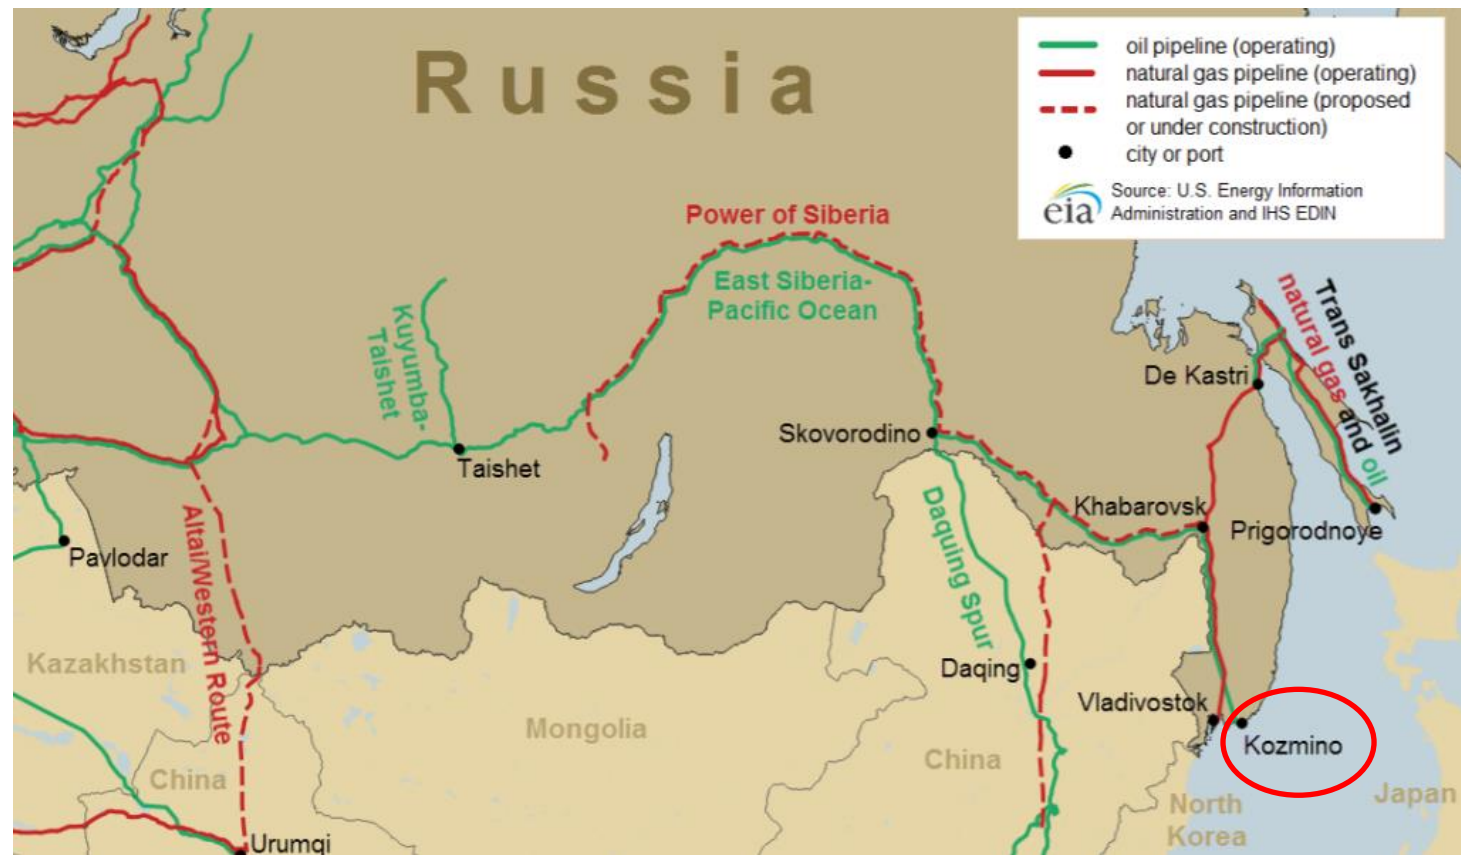 Russia
oil pipeline (operating)
natural gas pipeline (operating)
natural gas pipeline (proposed
or under construction)
city or port
eia
Source: U.S. Energy Information
Administration and IHS EDIN
Power of Siberia
East Siberia-
Pacific Ocean
Kuyumba-
Taishet
Trans Sakhalin
natural gas and oil
De Kastri
Skovorodino
Taishet
Khabarovsk
Prigorodnoye
Pavlodar
Altai/Western Route
Daquing Spur
Kazakhstan
Daqing
Vladivostok
Mongolia
Kozmino
China
China
North
Korea
Japan
Urumqi